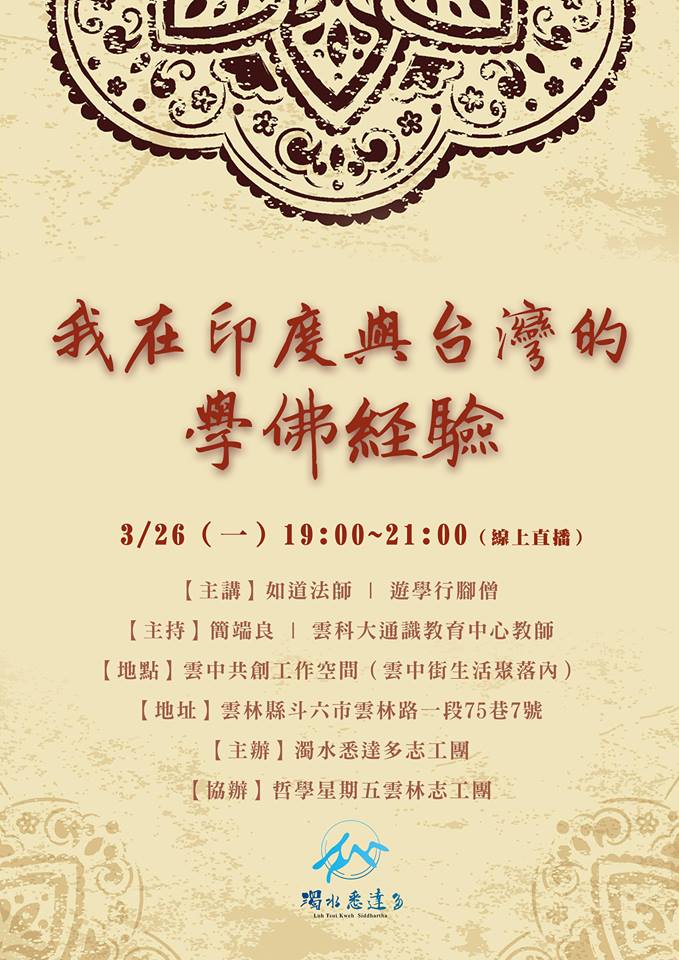 我在印度與台灣的
學佛経驗
3/26（一）19:00~21:00（線上直播）
【主講】如道法師 | 遊學行腳僧
【主持】簡端良 | 雲科大通識教育中心教師
【地點】雲中共創工作空間（雲中街生活聚落內）
【地址】雲林縣斗六市雲林路一段75巷7號
【主辦】濁水悉達多志工團
【協辦】哲學星期五雲林志工團
濁水悉達多
Luh Tsui Kweh Siddhartha